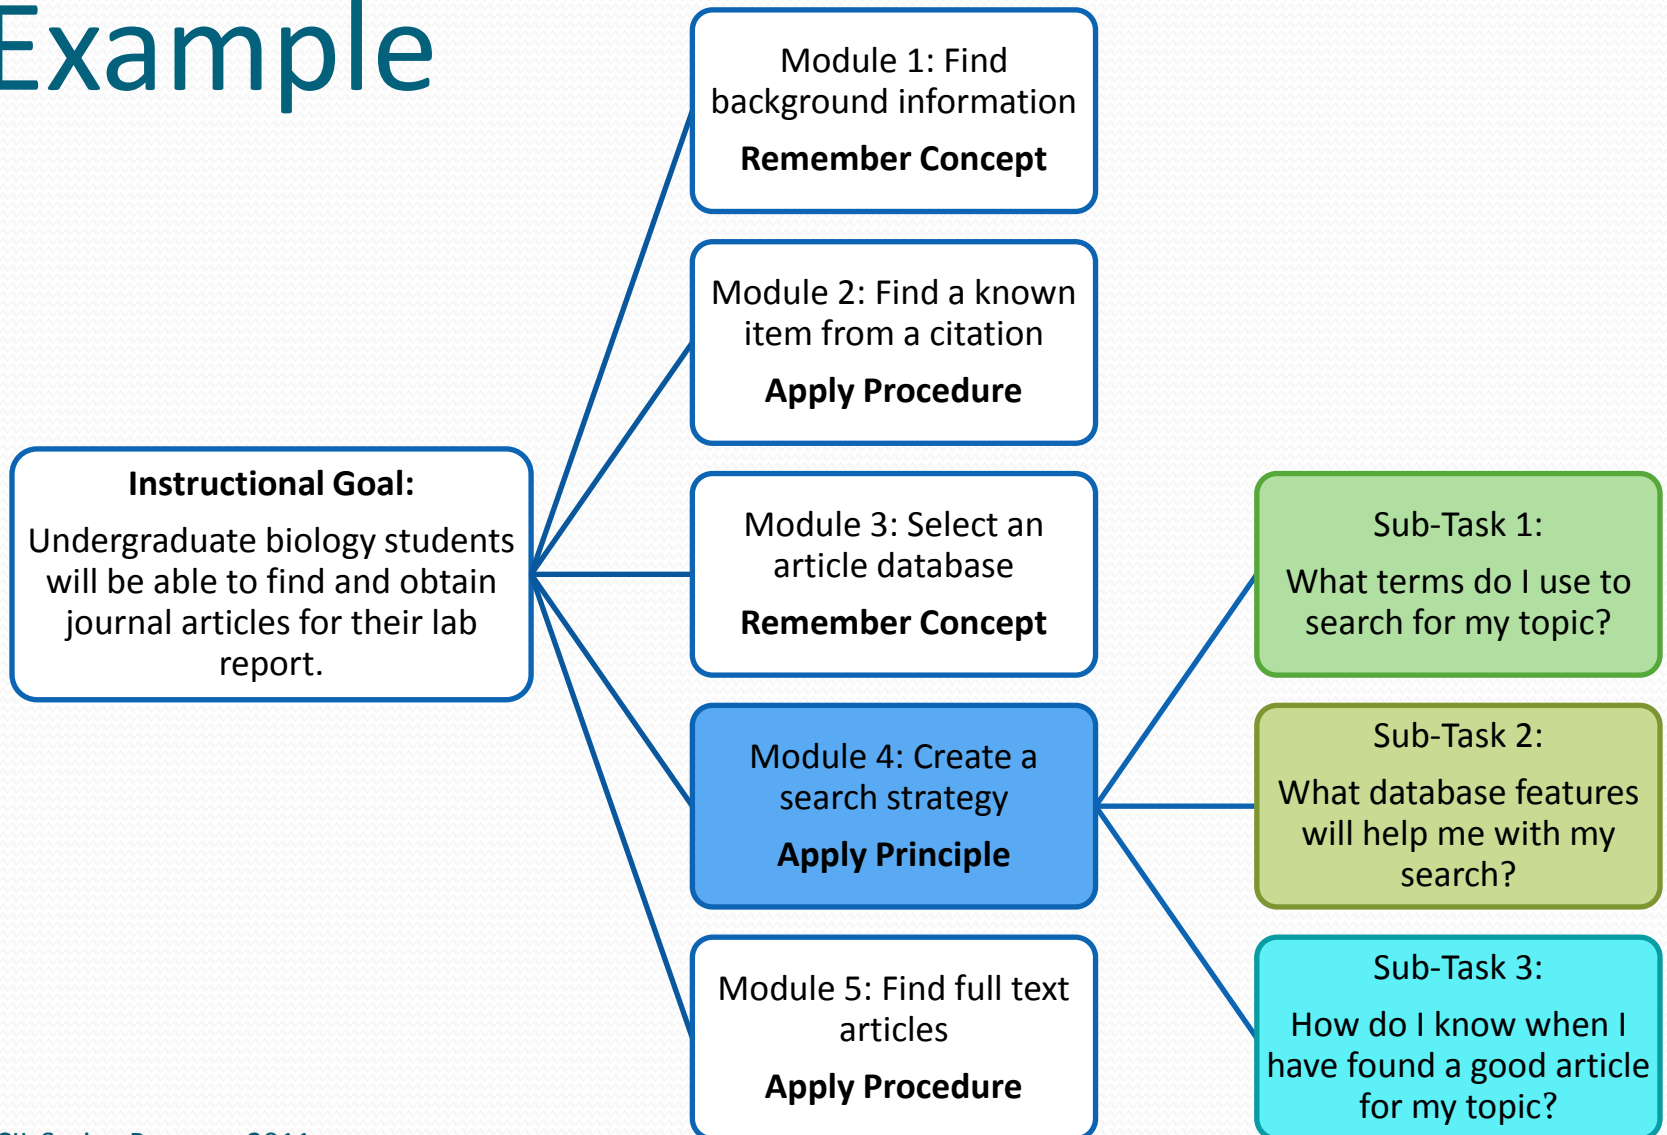 Example
Instructional Goal:
Undergraduate biology students
will be able to find and obtain
journal articles for their lab
report.
Module 1: Find
background information
Remember Concept
Module 2: Find a known
item from a citation
Apply Procedure
Module 3: Select an
article database
Remember Concept
Module 4: Create a
search strategy
Apply Principle
Module 5: Find full text
articles
Apply Procedure
Sub-Task 1:
What terms do I use to
search for my topic?
Sub-Task 2:
What database features
will help me with my
search?
Sub-Task 3:
How do I know when I
have found a good article
for my topic?